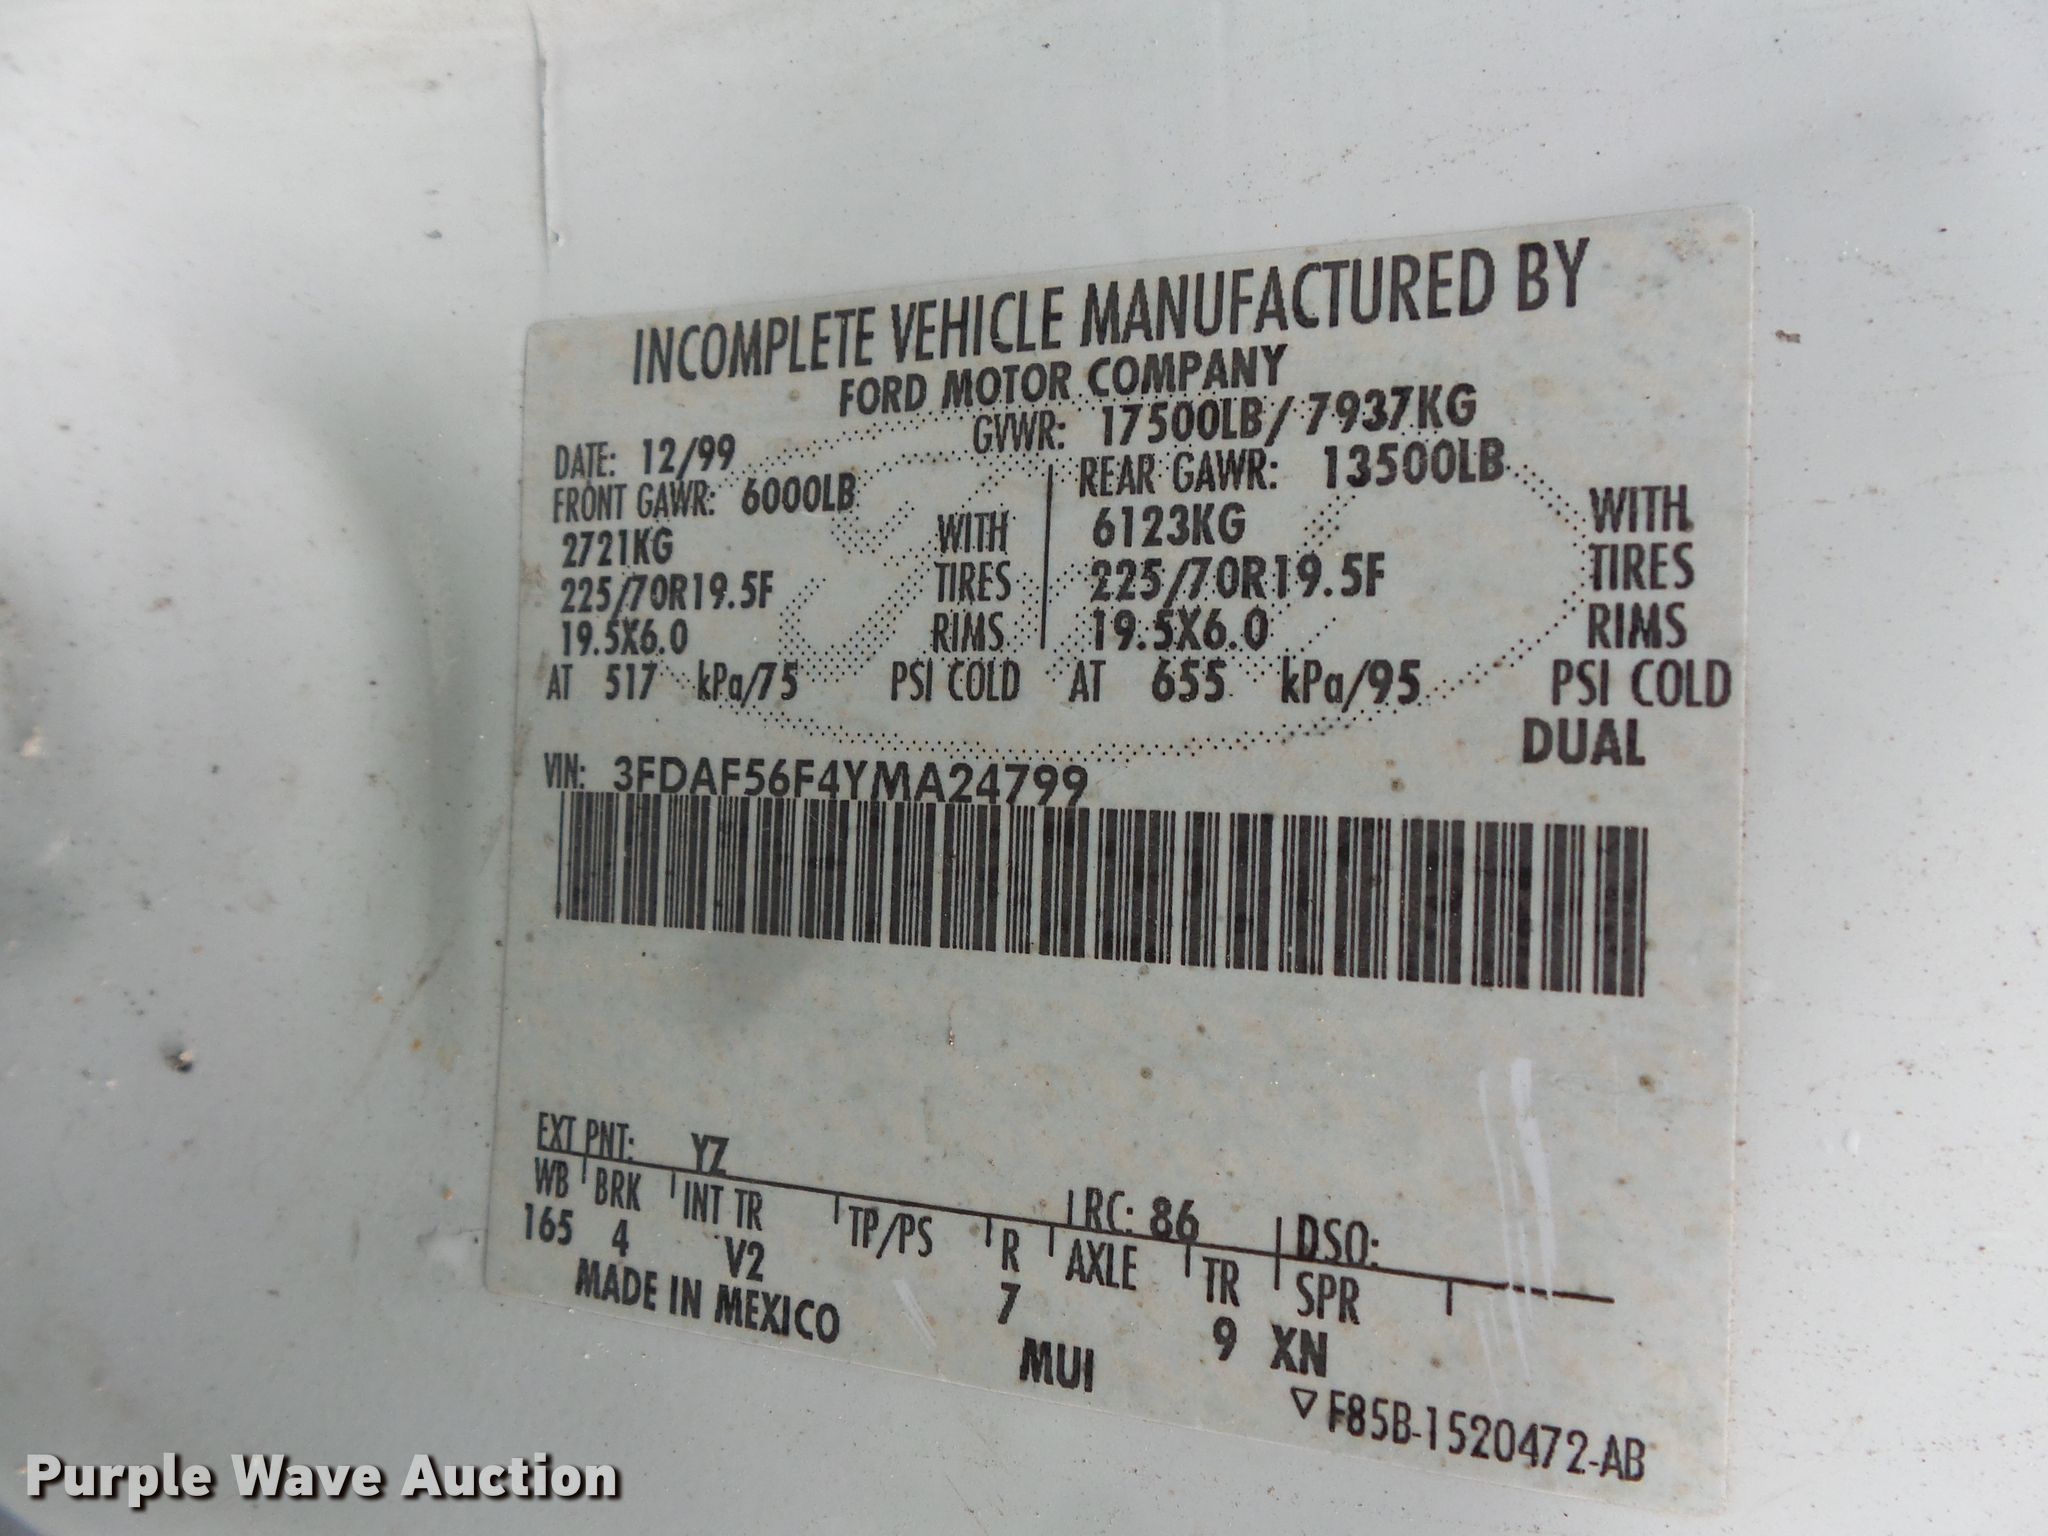 INCOMPLETE VEHICLE MANUFACTURED BY
FORD MOTOR COMPANY
DATE: 12/99 GVWR: 17500LB/ 7937KG
FRONT GAWR: 6000LB REAR GAWR: 13500LB
2721KG WITH 6123KG WITH
225/70R19.5F TIRES 225/70R19.5F TIRES
19.5X6.0 RIMS 19.5X6.0 RIMS
AT 517 kPa/75 PSI COLD AT 655 kPa/95 PSI COLD
DUAL
VIN: 3FDAF56F4YMA24799
EXT PNT: YZ RC: 86 DSO:
WB BRK INT TR TP/PS R AXLE TR SPR
165 4 V2 7 9 XN
MADE IN MEXICO MUI
▽ F85B-1520472-AB
Purple Wave Auction